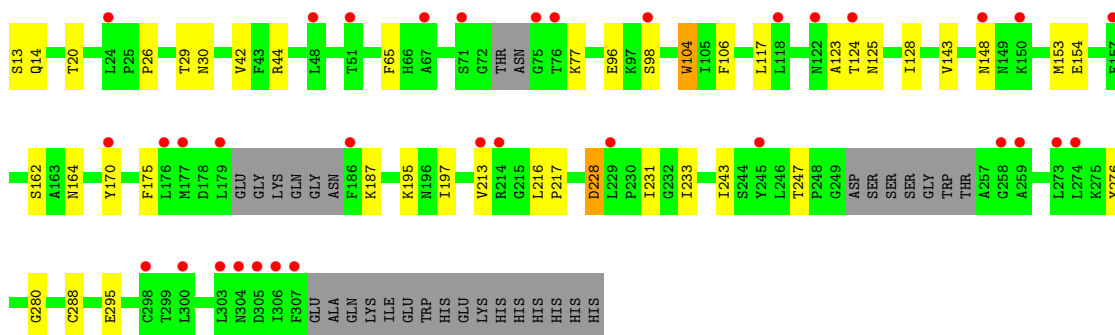 S13 Q14 T20 L24 P25 P26 T29 N30 V42 F43 R44 L48 T51 F65 H66 A67 S71 G72 THR ASN G75 T76 K77 E96 K97 S98 W104 I105 F106 L117 L118 N122 A123 T124 N125 I128 V143 N148 N149 K150 M153 E154 E157
S162 A163 N164 Y170 F175 L176 M177 D178 L179 GLU GLY LYS GLN GLY ASN F186 K187 K195 N196 I197 V213 R214 G215 L216 P217 D228 L229 P230 I231 G232 I233 I243 S244 Y245 L246 T247 P248 G249 ASP SER SER SER GLY TRP THR A257 G258 A259 L273 L274 K275 Y276
G280 C288 E295 C298 T299 L300 L303 N304 D305 I306 F307 GLU ALA GLN LYS ILE GLU TRP HIS GLU LYS HIS HIS HIS HIS HIS HIS